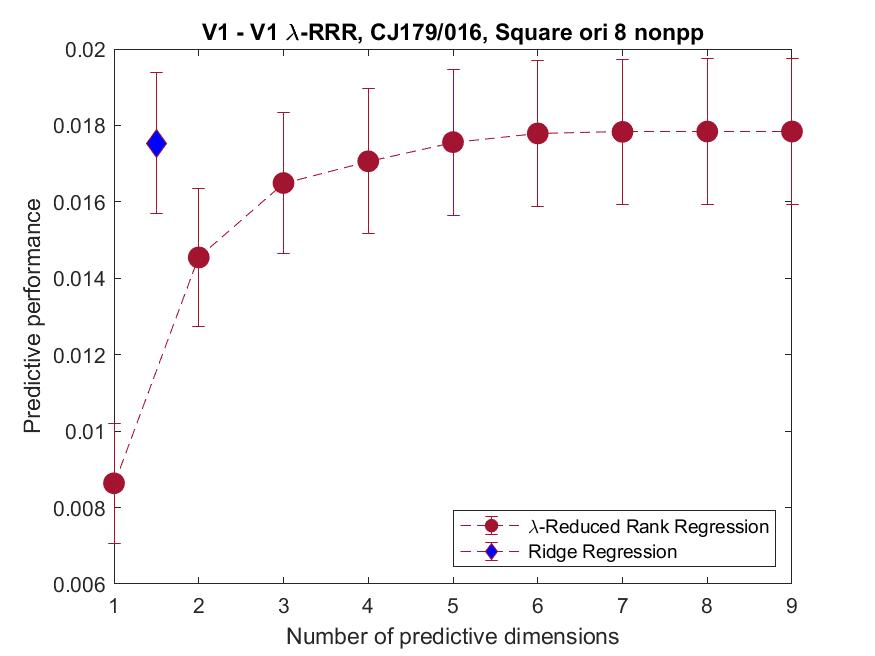 V1 - V1 λ-RRR, CJ179/016, Square ori 8 nonpp
Predictive performance
0.02
0.018
0.016
0.014
0.012
0.01
0.008
0.006
λ-Reduced Rank Regression
Ridge Regression
1 2 3 4 5 6 7 8 9
Number of predictive dimensions